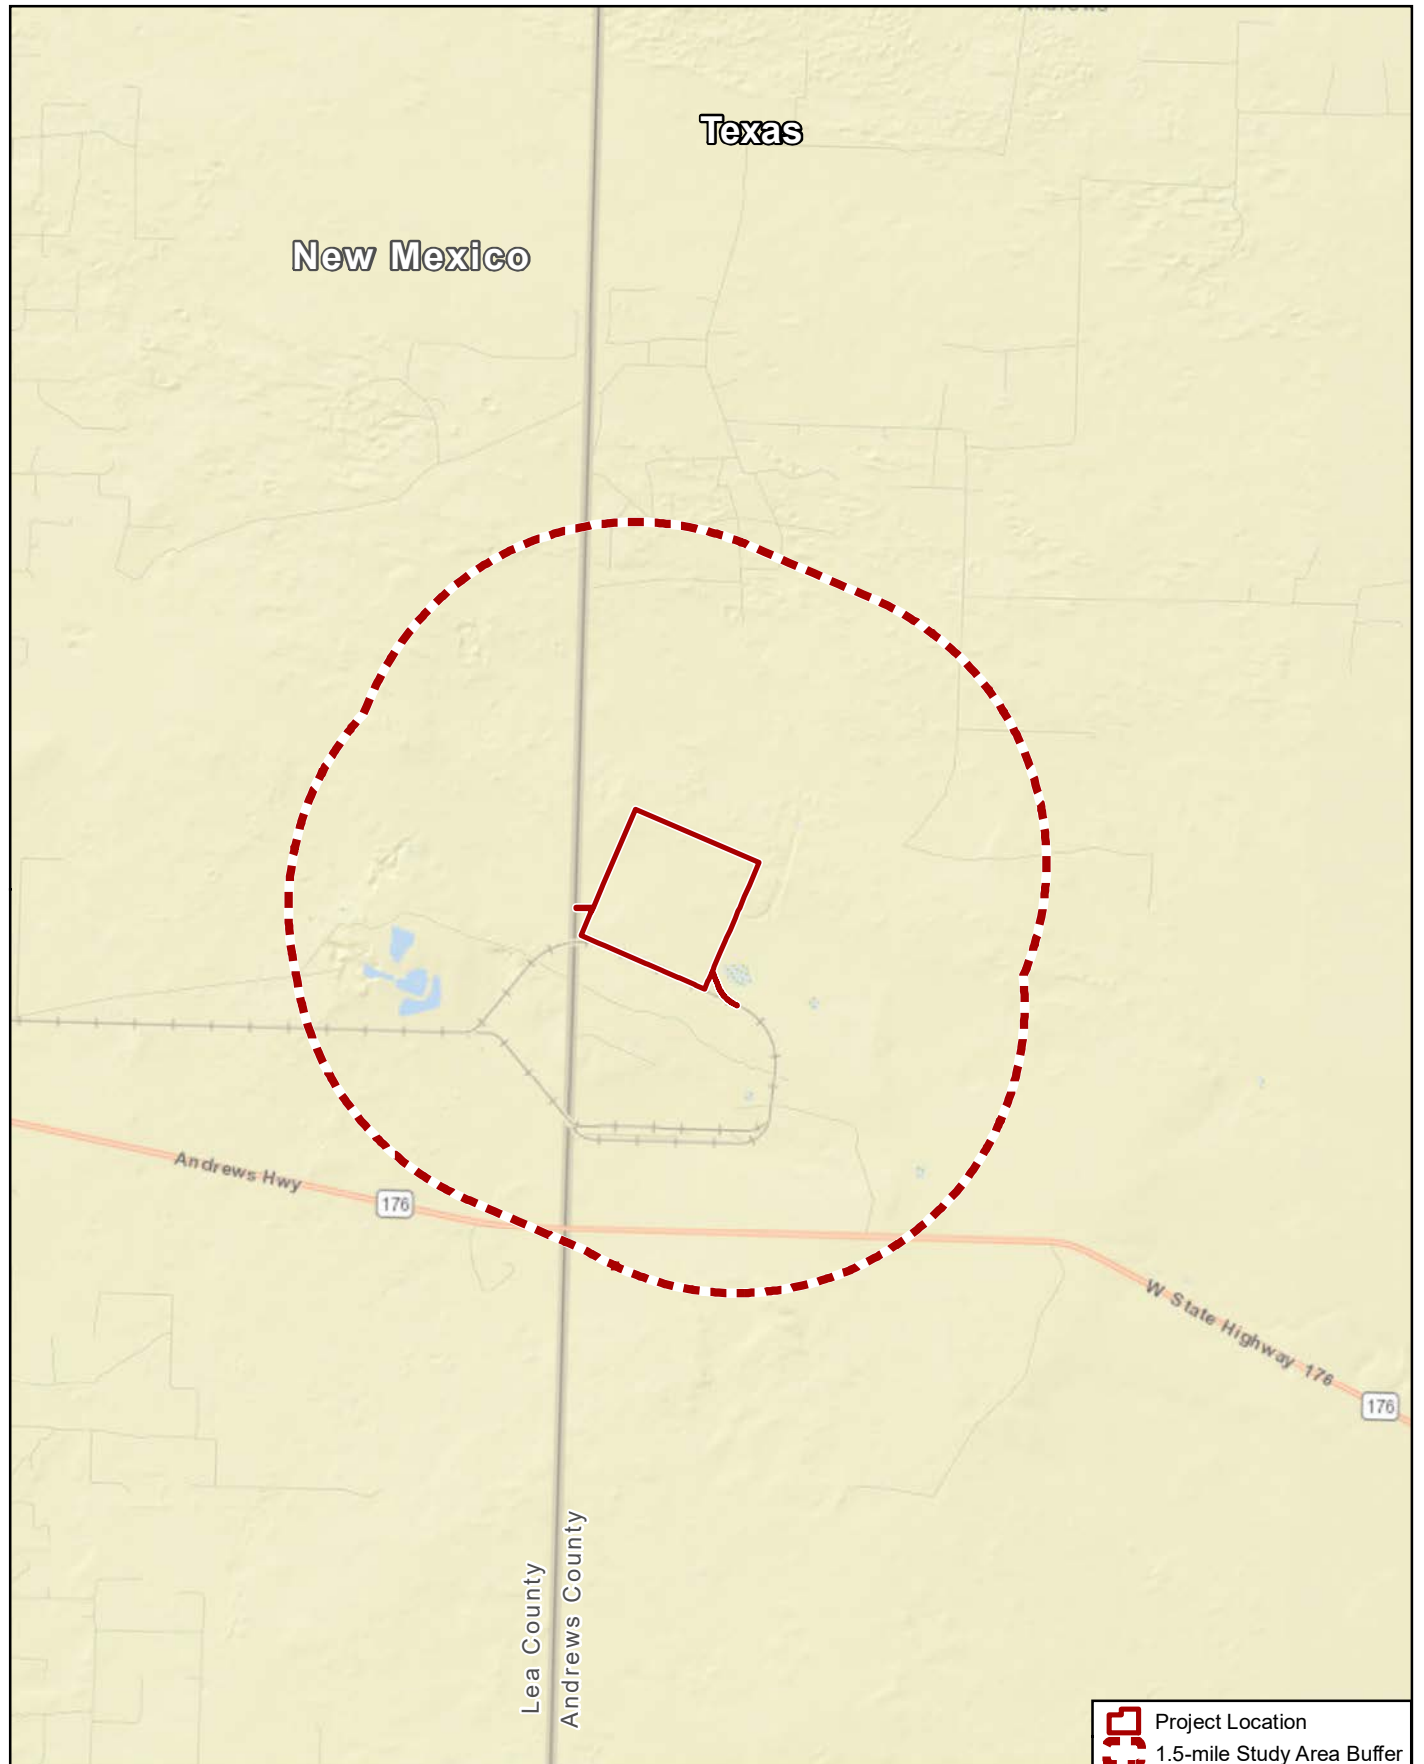 Texas
New Mexico
Andrews Hwy
176
W State Highway 176
176
Lea County
Andrews County
Project Location
1.5-mile Study Area Buffer